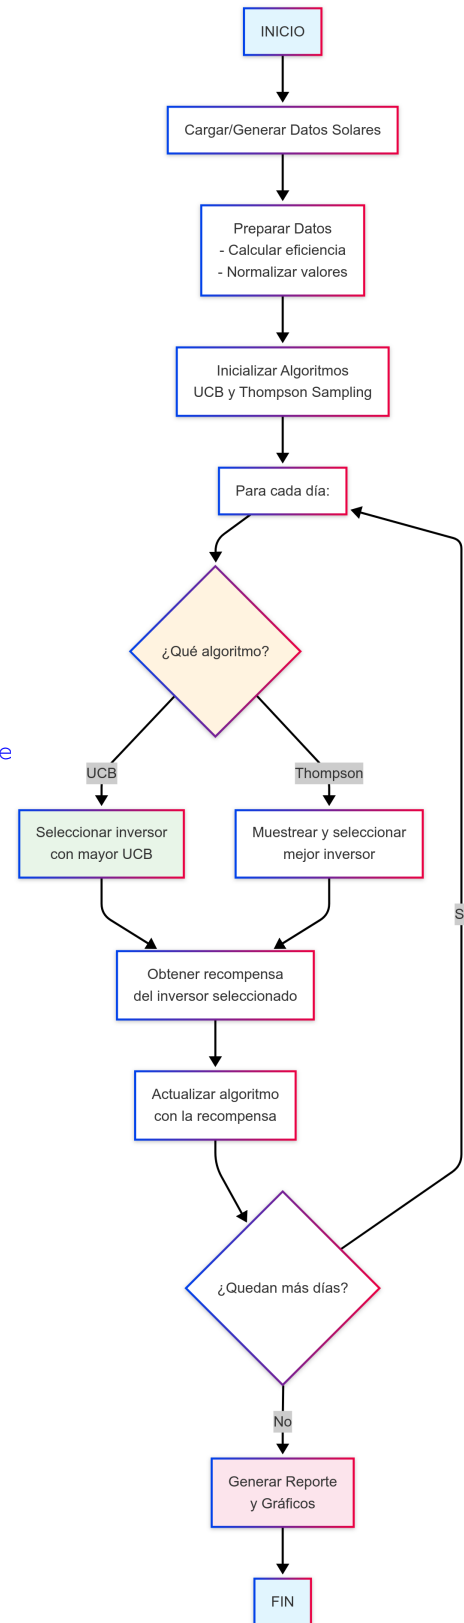 INICIO
Cargar/Generar Datos Solares
Preparar Datos
- Calcular eficiencia
- Normalizar valores
Inicializar Algoritmos
UCB y Thompson Sampling
Para cada día:
¿Qué algoritmo?
e
UCB
Thompson
Seleccionar inversor
con mayor UCB
Muestrear y seleccionar
mejor inversor
S
Obtener recompensa
del inversor seleccionado
Actualizar algoritmo
con la recompensa
¿Quedan más días?
No
Generar Reporte
y Gráficos
FIN